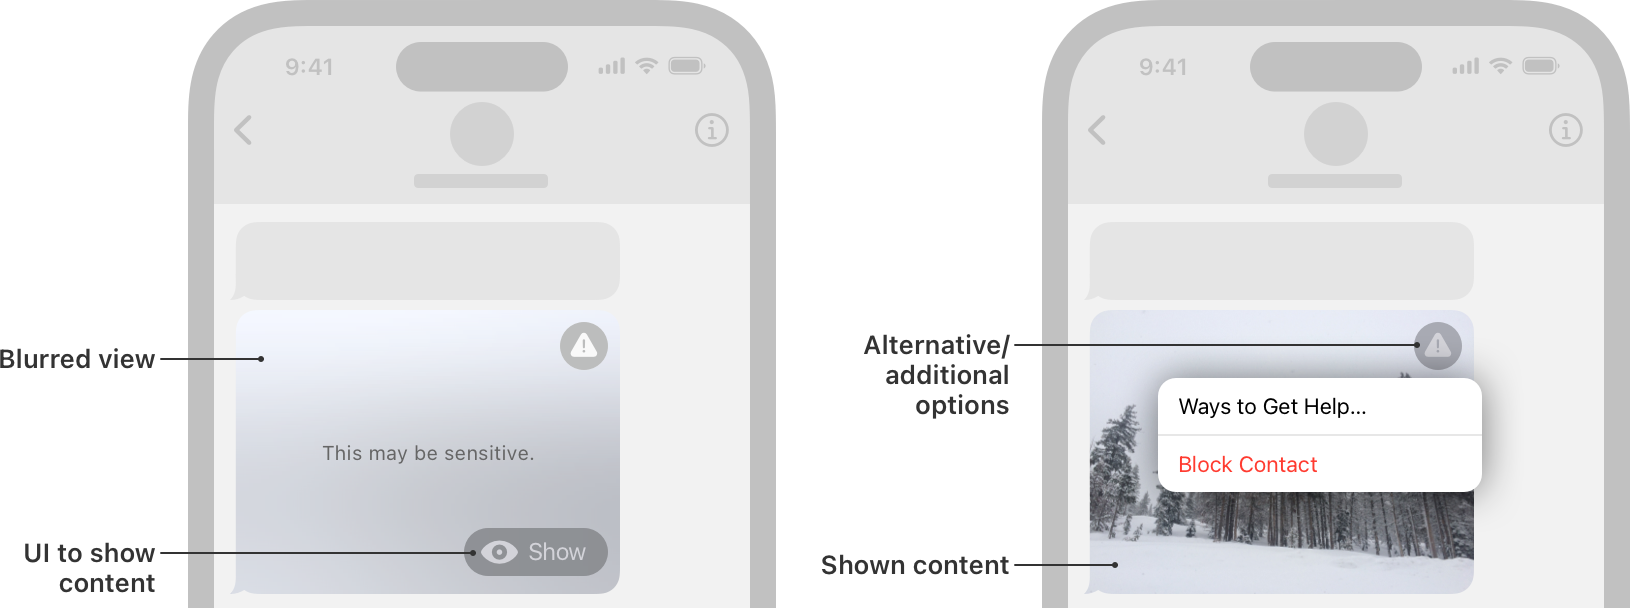 9:41
Blurred view
This may be sensitive.
UI to show
content
Show
9:41
Alternative/
additional
options
Ways to Get Help...
Block Contact
Shown content